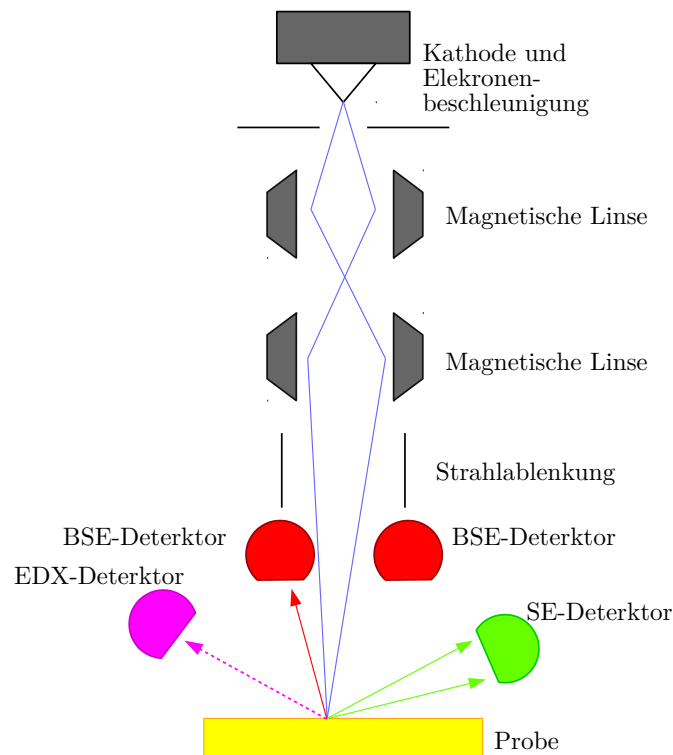 Kathode und
Elekronen-
beschleunigung
Magnetische Linse
Magnetische Linse
Strahlablenkung
BSE-Deterktor
BSE-Deterktor
EDX-Deterktor
SE-Deterktor
Probe